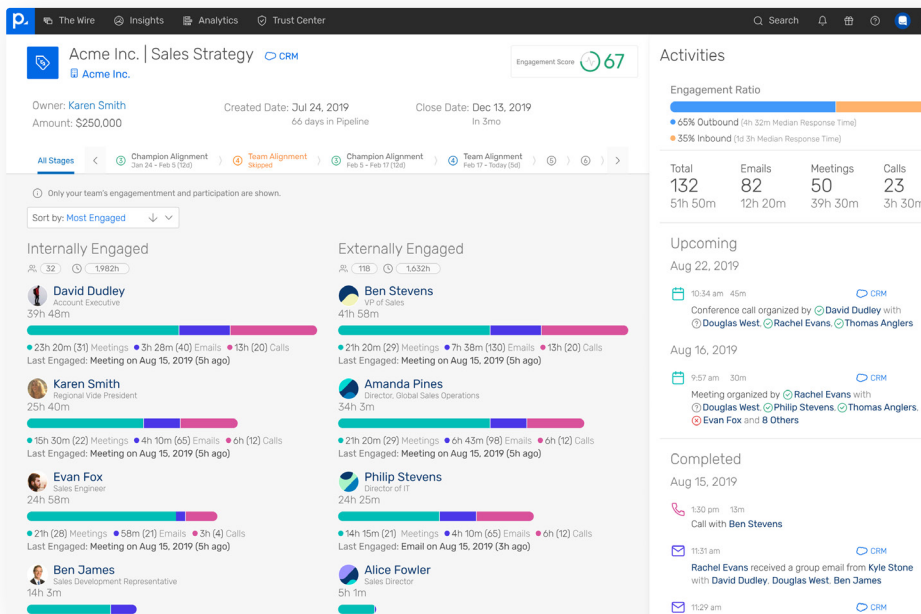 p.
The Wire
Insights
Analytics
Trust Center
Search
Acme Inc. | Sales Strategy
CRM
Acme Inc.
Engagement Score
67
Owner: Karen Smith
Created Date: Jul 24, 2019
Close Date: Dec 13, 2019
Amount: $250,000
66 days in Pipeline
In 3mo
All Stages
3 Champion Alignment
Jan 24 - Feb 5 (12d)
4 Team Alignment
Skipped
3 Champion Alignment
Feb 5 - Feb 17 (12d)
4 Team Alignment
Feb 17 - Today (5d)
5
6
Only your team's engagementment and participation are shown.
Sort by: Most Engaged
Internally Engaged
32
1,982h
David Dudley
Account Executive
39h 48m
23h 20m (31) Meetings 3h 28m (40) Emails 13h (20) Calls
Last Engaged: Meeting on Aug 15, 2019 (5h ago)
Karen Smith
Regional Vide President
25h 40m
15h 30m (22) Meetings 4h 10m (65) Emails 6h (12) Calls
Last Engaged: Meeting on Aug 15, 2019 (5h ago)
Evan Fox
Sales Engineer
24h 58m
21h (28) Meetings 58m (21) Emails 3h (4) Calls
Last Engaged: Meeting on Aug 15, 2019 (5h ago)
Ben James
Sales Development Representative
14h 3m
Externally Engaged
118
1,632h
Ben Stevens
VP of Sales
41h 58m
21h 20m (29) Meetings 7h 38m (130) Emails 13h (20) Calls
Last Engaged: Meeting on Aug 15, 2019 (5h ago)
Amanda Pines
Director, Global Sales Operations
34h 3m
21h 20m (29) Meetings 6h 43m (98) Emails 6h (12) Calls
Last Engaged: Meeting on Aug 15, 2019 (5h ago)
Philip Stevens
Director of IT
24h 25m
14h 15m (21) Meetings 4h 10m (65) Emails 6h (12) Calls
Last Engaged: Email on Aug 15, 2019 (3h ago)
Alice Fowler
Sales Director
5h 1m
Activities
Engagement Ratio
65% Outbound (4h 32m Median Response Time)
35% Inbound (1d 3h Median Response Time)
Total
132
51h 50m
Emails
82
12h 20m
Meetings
50
39h 30m
Calls
23
3h 30m
Upcoming
Aug 22, 2019
10:34 am 45m
CRM
Conference call organized by David Dudley with
Douglas West, Rachel Evans, Thomas Anglers
Aug 16, 2019
9:57 am 30m
CRM
Meeting organized by Rachel Evans with
Douglas West, Philip Stevens, Thomas Anglers,
Evan Fox and 8 Others
Completed
Aug 15, 2019
1:30 pm 13m
Call with Ben Stevens
11:31 am
CRM
Rachel Evans received a group email from Kyle Stone
with David Dudley, Douglas West, Ben James
11:29 am
CRM